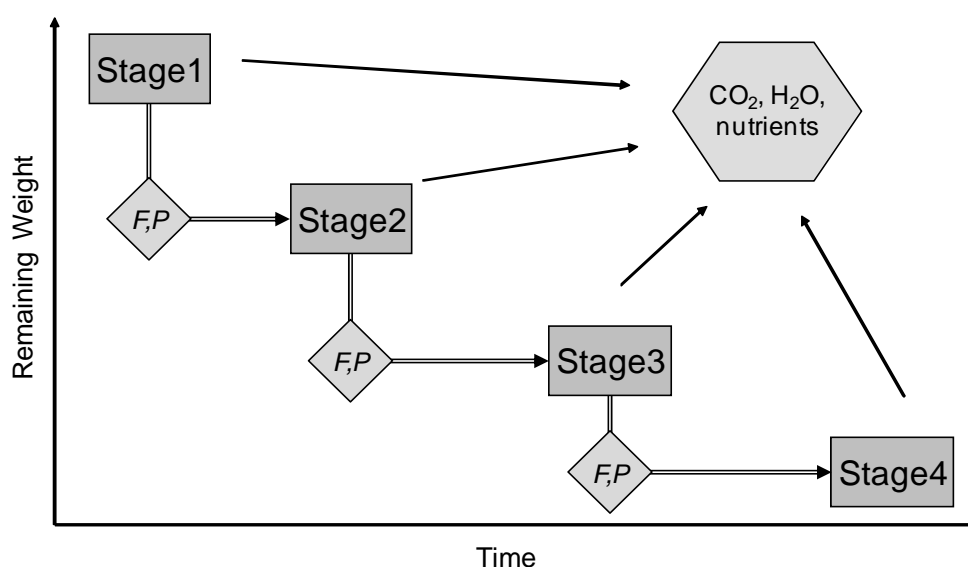 Stage1
CO₂, H₂O,
nutrients
F,P
Stage2
F,P
Stage3
F,P
Stage4
Remaining Weight
Time